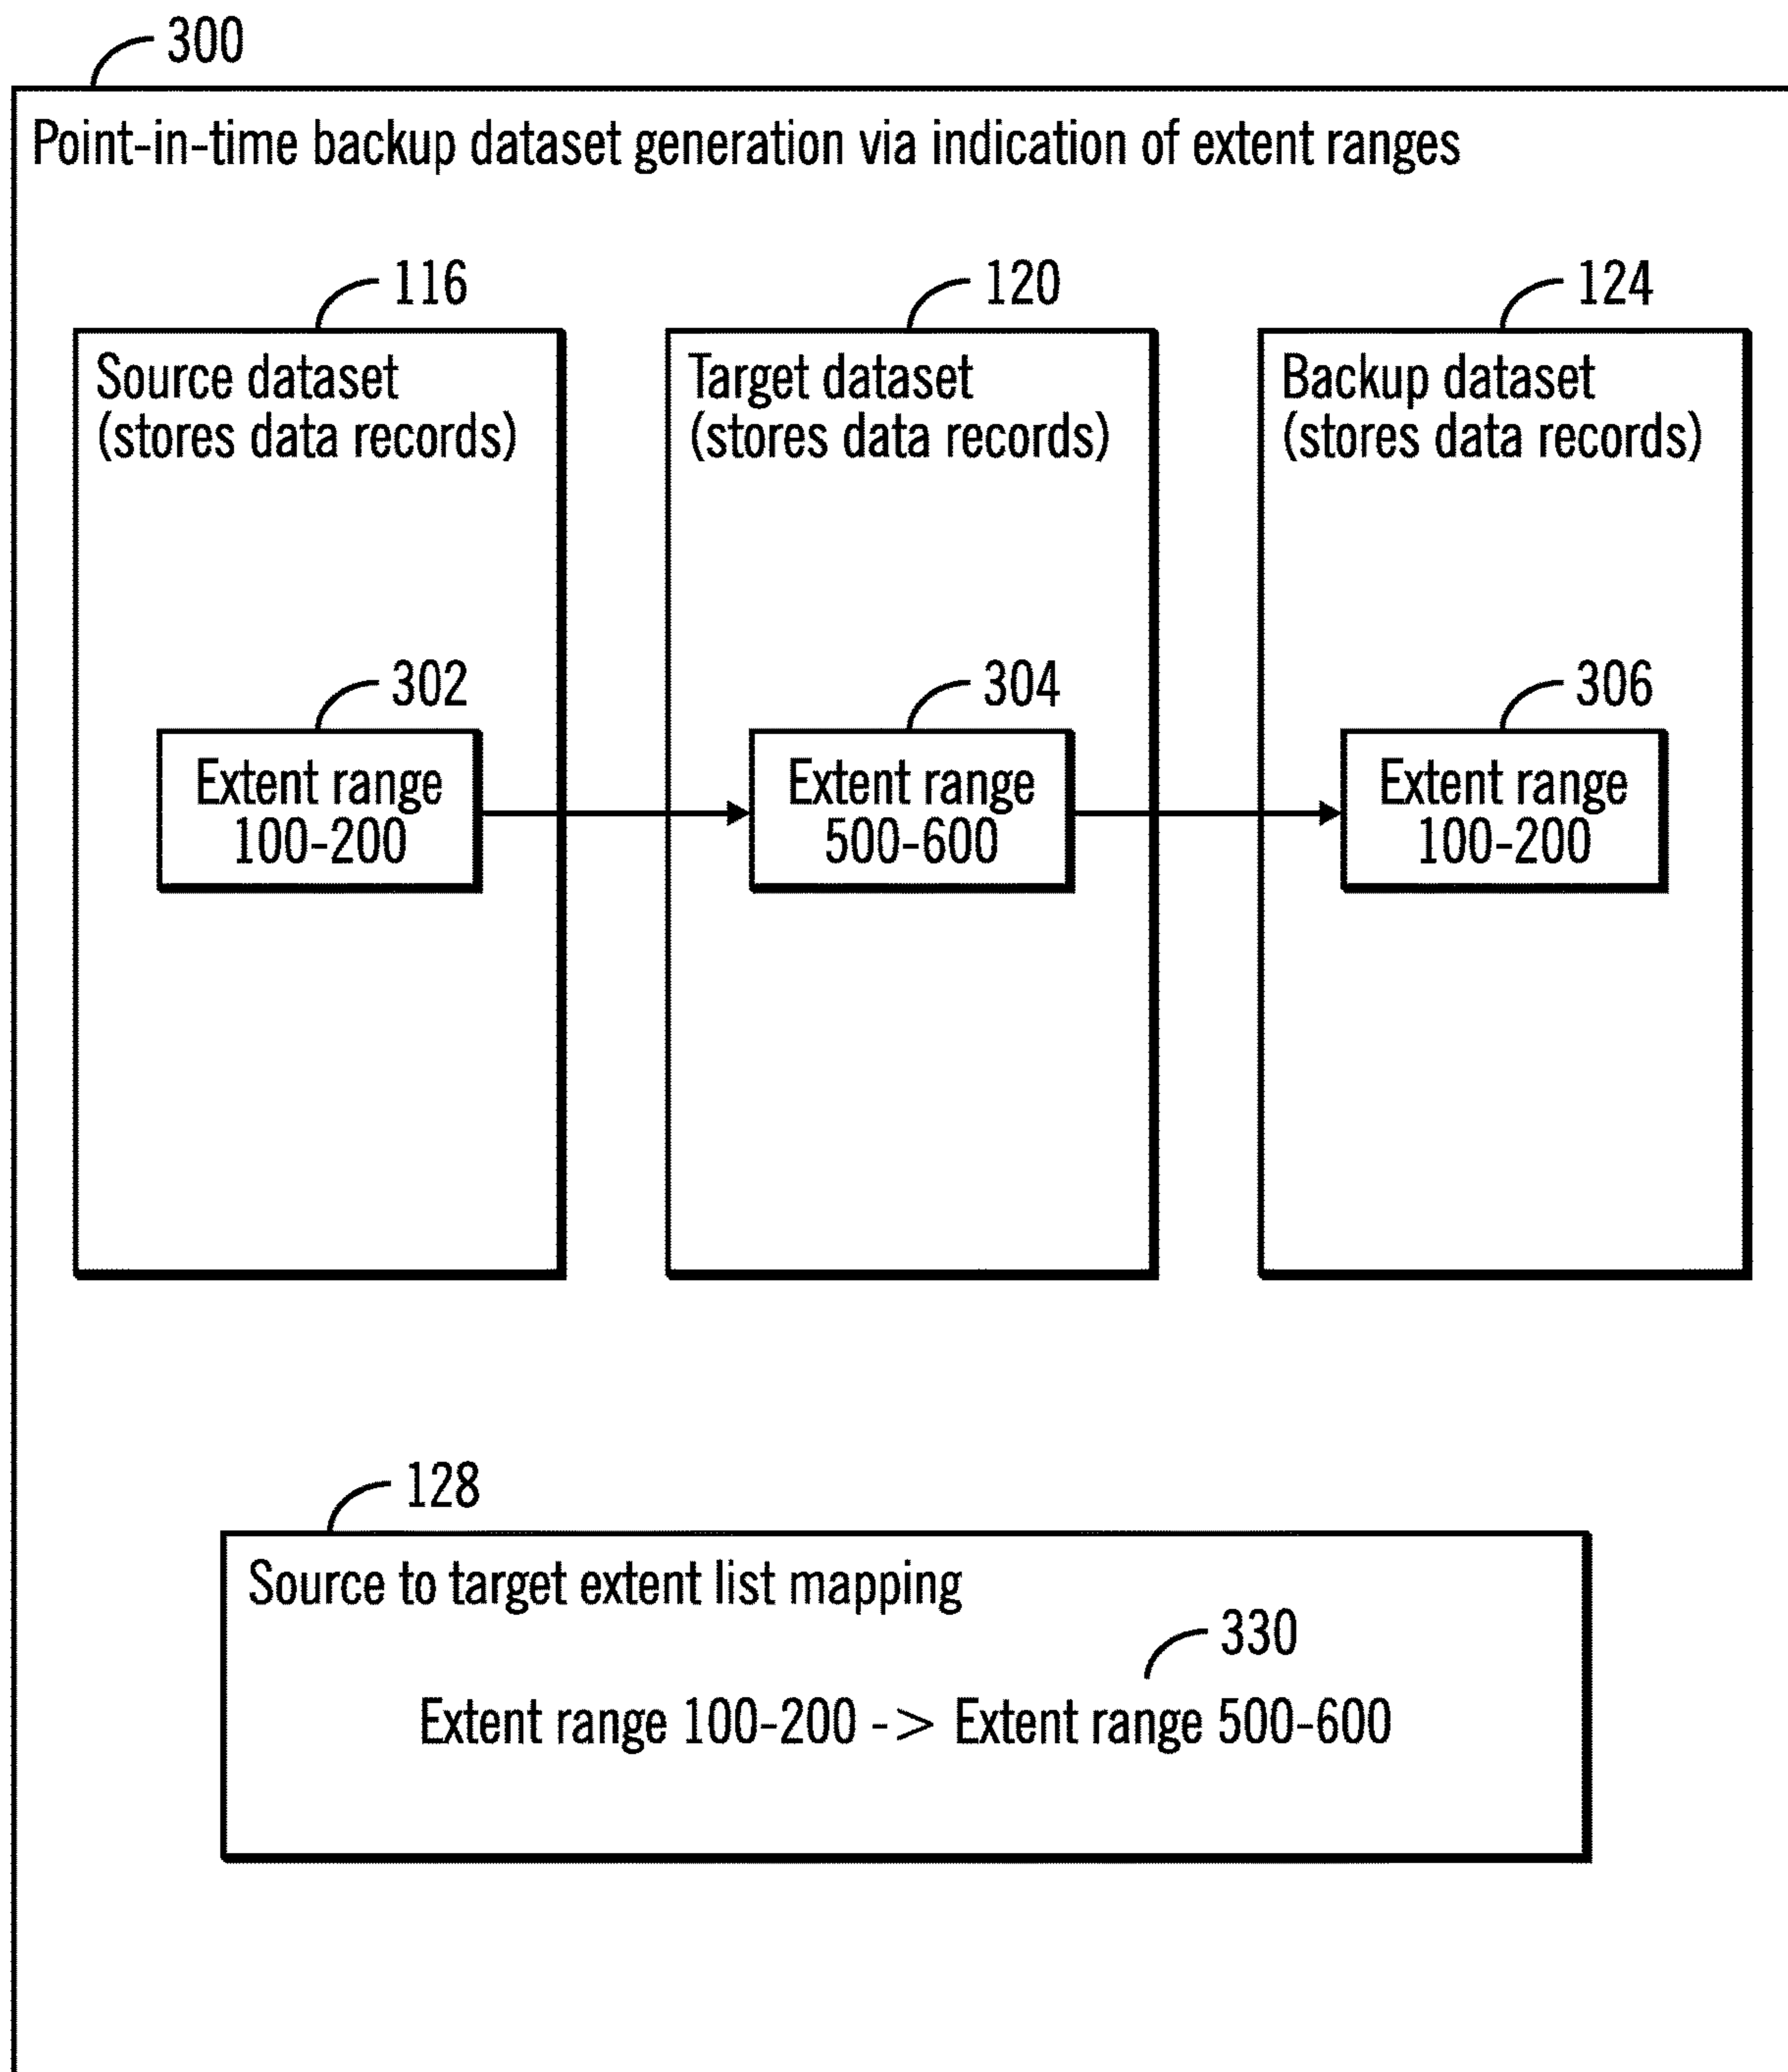 300
Point-in-time backup dataset generation via indication of extent ranges
116
120
124
Source dataset
(stores data records)
Target dataset
(stores data records)
Backup dataset
(stores data records)
302
304
306
Extent range
100-200
Extent range
500-600
Extent range
100-200
128
Source to target extent list mapping
330
Extent range 100-200 -> Extent range 500-600